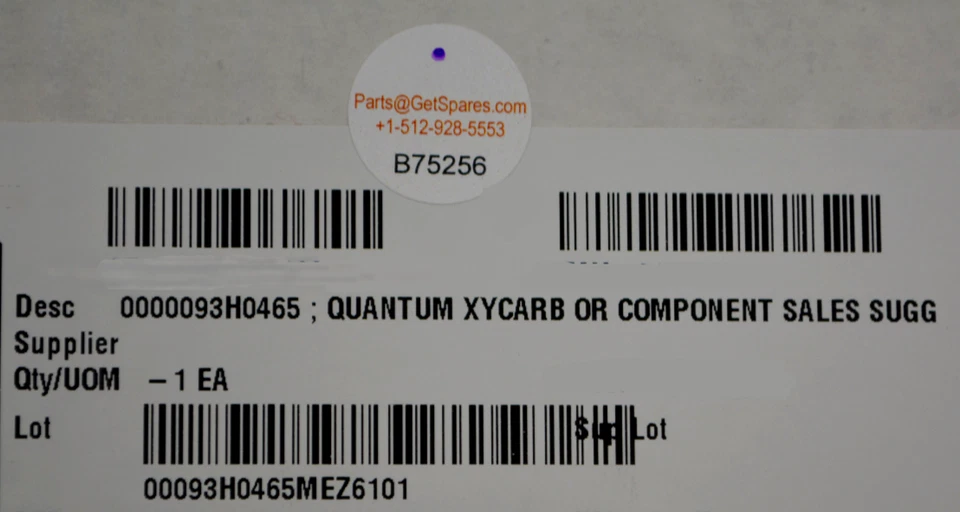 Parts@GetSpares.com
+1-512-928-5553
B75256
Desc 0000093H0465 ; QUANTUM XYCARB OR COMPONENT SALES SUGG
Supplier
Qty/UOM – 1 EA
Lot Sup Lot
00093H0465MEZ6101